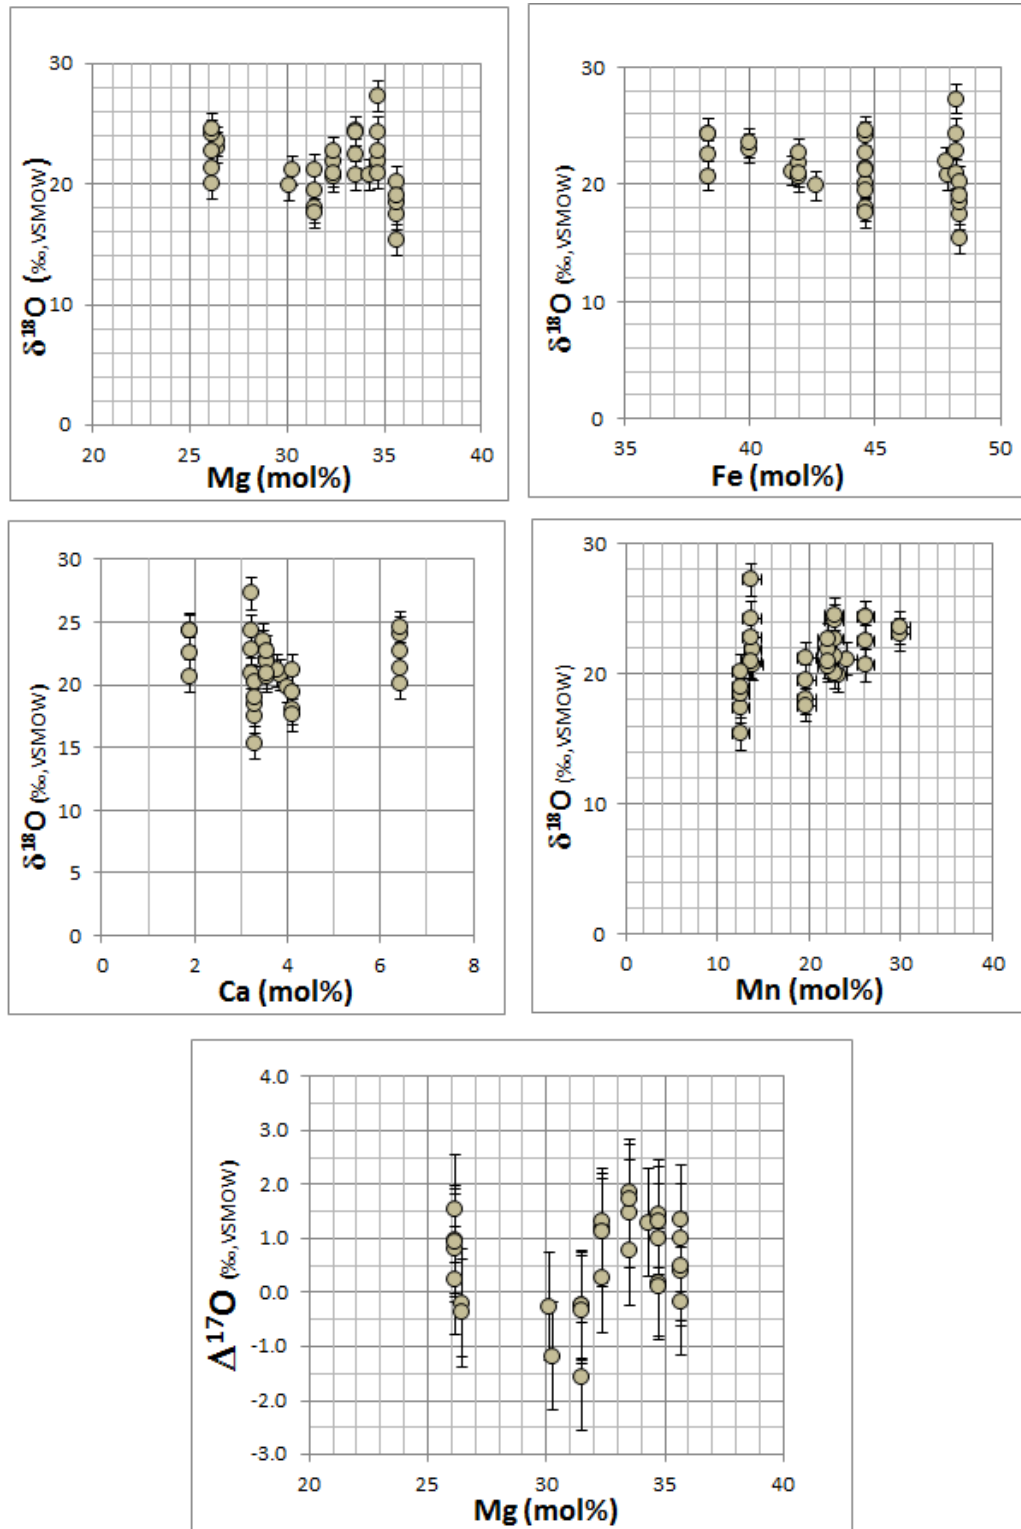 30
20
10
0
δ¹⁸O (‰, VSMOW)
20 25 30 35 40
Mg (mol%)
30
20
10
0
δ¹⁸O (‰, VSMOW)
35 40 45 50
Fe (mol%)
30
25
20
15
10
5
0
δ¹⁸O (‰, VSMOW)
0 2 4 6 8
Ca (mol%)
30
20
10
0
δ¹⁸O (‰, VSMOW)
0 10 20 30 40
Mn (mol%)
4.0
3.0
2.0
1.0
0.0
-1.0
-2.0
-3.0
Δ¹⁷O (‰, VSMOW)
20 25 30 35 40
Mg (mol%)